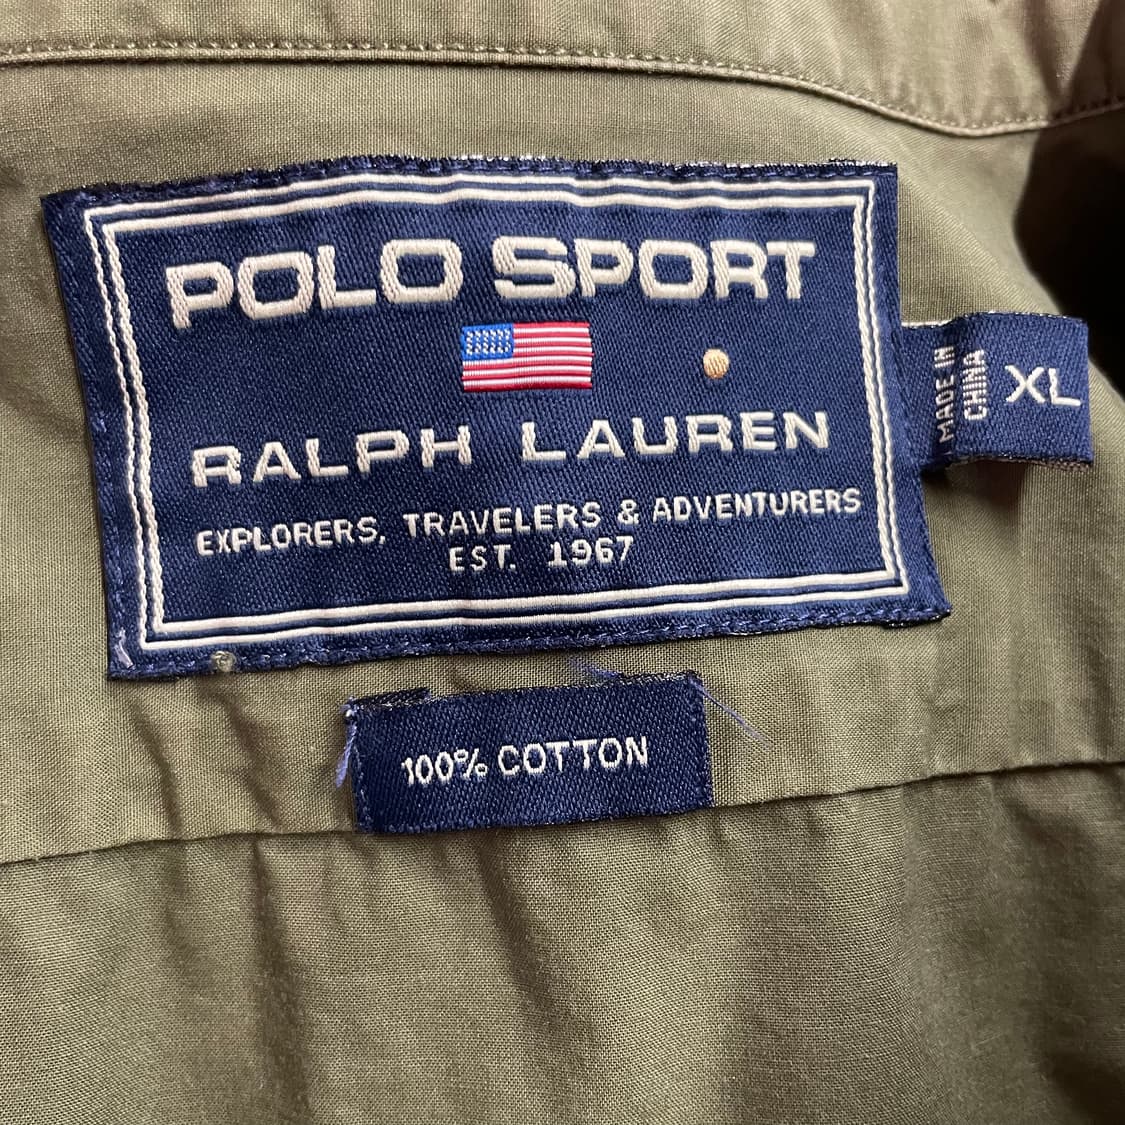 POLO SPORT
RALPH LAUREN
EXPLORERS, TRAVELERS & ADVENTURERS
EST. 1967
MADE IN
CHINA
XL
100% COTTON